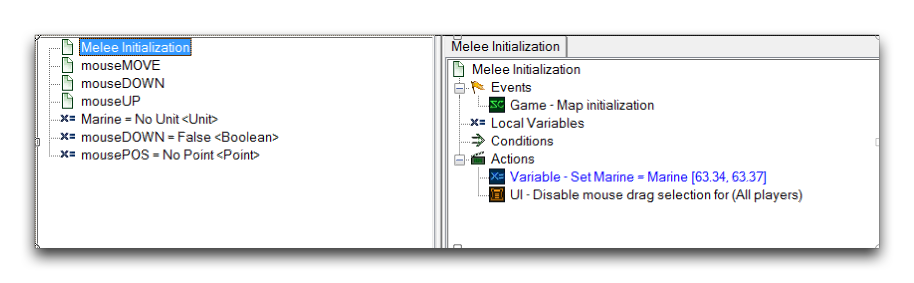 Melee Initialization
mouseMOVE
mouseDOWN
mouseUP
x= Marine = No Unit <Unit>
x= mouseDOWN = False <Boolean>
x= mousePOS = No Point <Point>
Melee Initialization
Melee Initialization
Events
SC Game - Map initialization
x= Local Variables
Conditions
Actions
x= Variable - Set Marine = Marine [63.34, 63.37]
UI - Disable mouse drag selection for (All players)